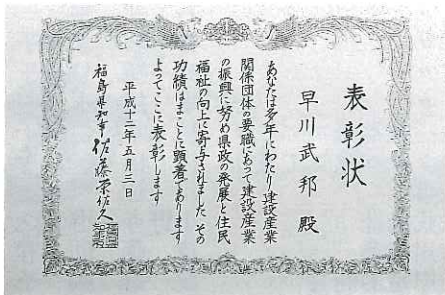 表彰状
早川武邦 殿
あなたは多年にわたり建設産業
関係団体の要職にあって建設産業
の振興に努め県政の発展と住民
福祉の向上に寄与されました その
功績はまことに顕著であります
よってここに表彰します
平成十二年五月三日
福島県知事 佐藤栄佐久